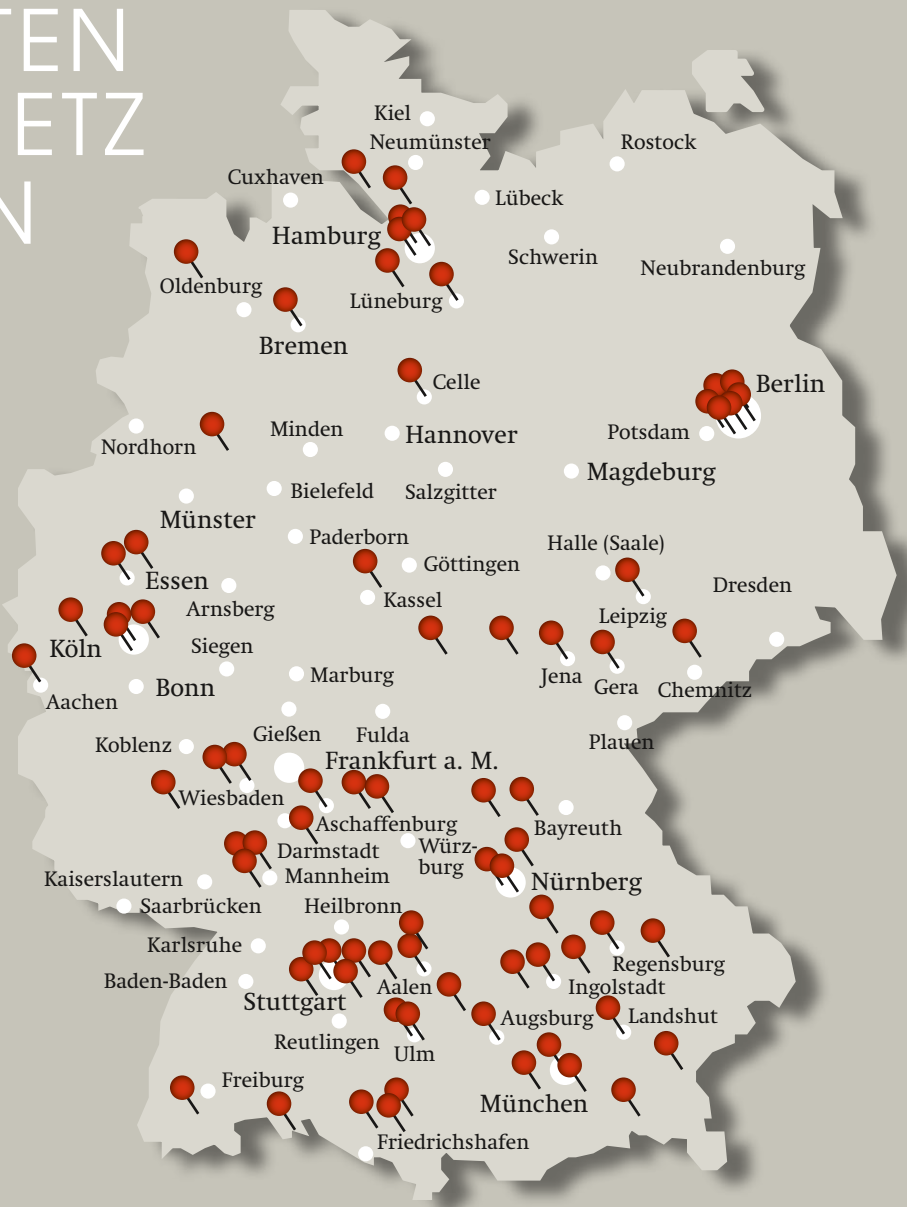 TEN
ETZ
N
Kiel
Neumünster
Rostock
Cuxhaven
Lübeck
Hamburg
Schwerin
Neubrandenburg
Oldenburg
Lüneburg
Bremen
Celle
Berlin
Nordhorn
Minden
Hannover
Potsdam
Magdeburg
Bielefeld
Salzgitter
Münster
Paderborn
Göttingen
Halle (Saale)
Essen
Dresden
Arnsberg
Kassel
Leipzig
Köln
Siegen
Jena
Gera
Chemnitz
Marburg
Bonn
Aachen
Gießen
Fulda
Koblenz
Plauen
Frankfurt a. M.
Wiesbaden
Aschaffenburg
Bayreuth
Darmstadt
Würz-
burg
Mannheim
Kaiserslautern
Nürnberg
Saarbrücken
Heilbronn
Karlsruhe
Regensburg
Baden-Baden
Aalen
Ingolstadt
Stuttgart
Augsburg
Landshut
Reutlingen
Ulm
Freiburg
München
Friedrichshafen